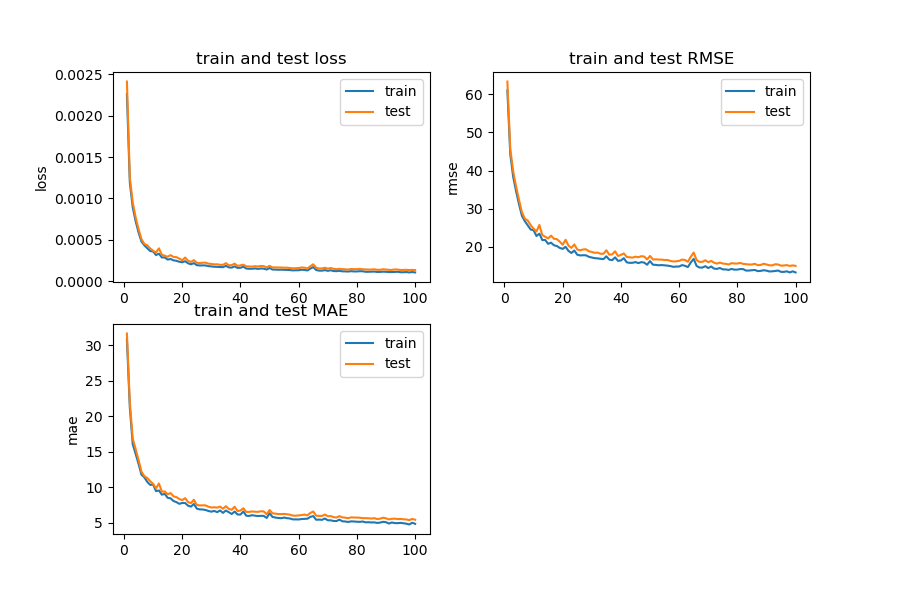 train and test loss
0.0025
0.0020
0.0015
0.0010
0.0005
0.0000
loss
train
test
0 20 40 60 80 100
train and test RMSE
60
50
40
30
20
rmse
train
test
0 20 40 60 80 100
train and test MAE
30
25
20
15
10
5
mae
train
test
0 20 40 60 80 100